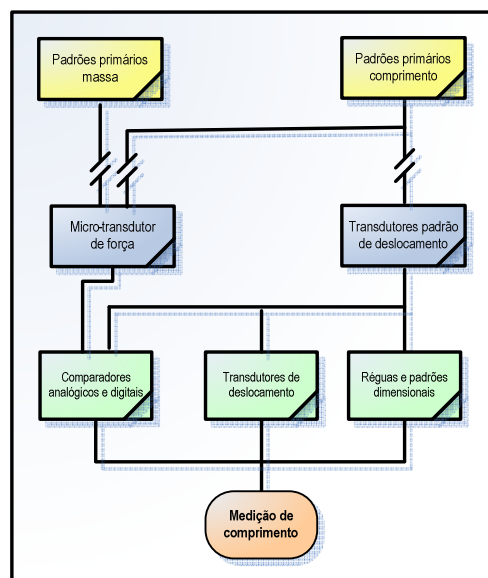 Padrões primários
massa
Padrões primários
comprimento
Micro-transdutor
de força
Transdutores padrão
de deslocamento
Comparadores
analógicos e digitais
Transdutores de
deslocamento
Réguas e padrões
dimensionais
Medição de
comprimento